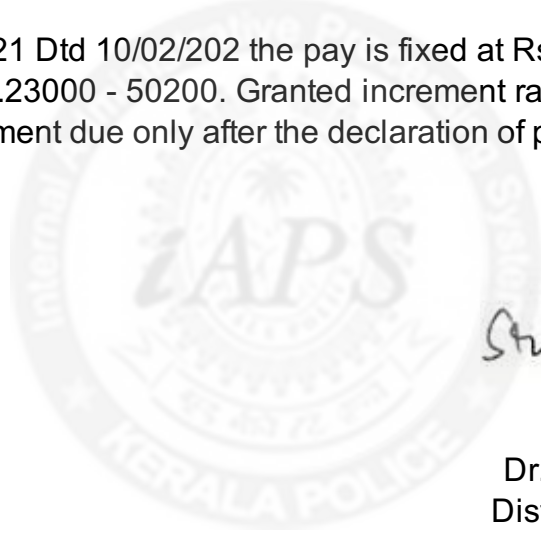 21 Dtd 10/02/202 the pay is fixed at Rs
.23000 - 50200. Granted increment ra
ment due only after the declaration of p
iAPS
KERALA POLICE
Dr.
Dis